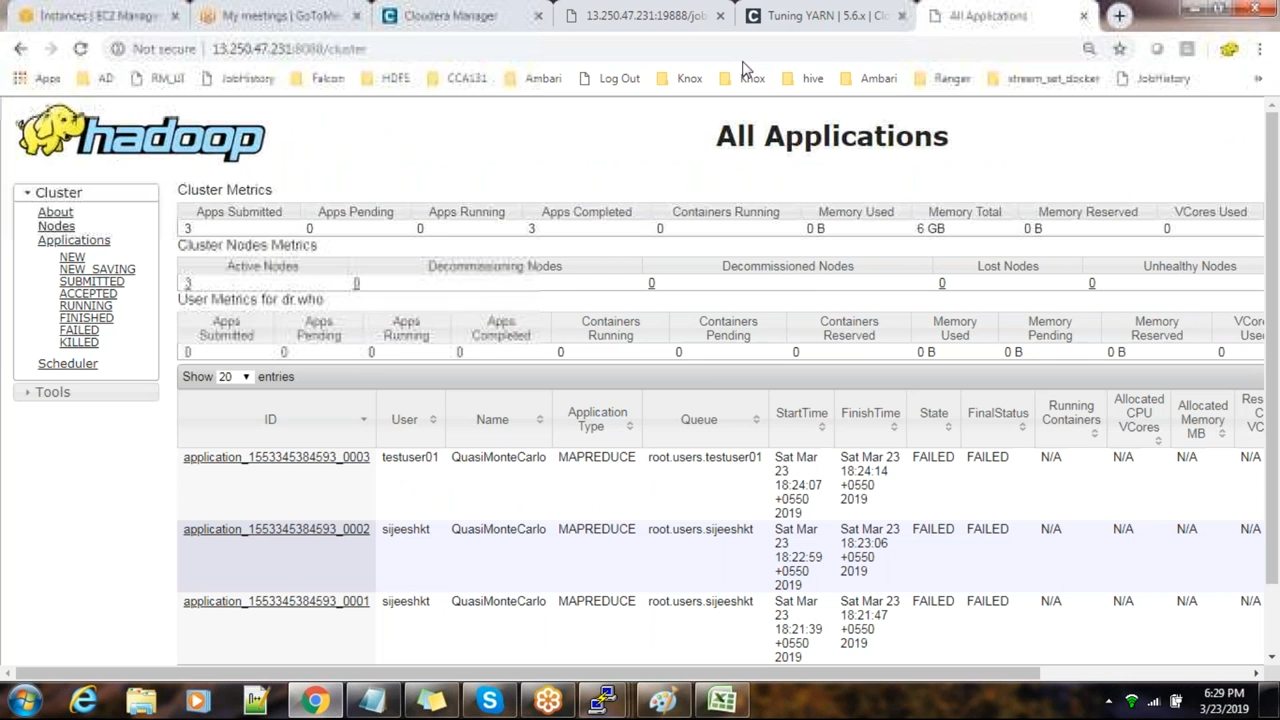 Instances | EC2 Manag
My meetings | GoToMe
Cloudera Manager
13.250.47.231:19888/job
Tuning YARN | 5.6.x | Clo
All Applications
Not secure | 13.250.47.231:8088/cluster
Apps AD RM_UI JobHistory Falcon HDFS CCA131 Ambari Log Out Knox Knox hive Ambari Ranger stream_set_docker JobHistory »
hadoop
All Applications
Cluster
About
Nodes
Applications
NEW
NEW_SAVING
SUBMITTED
ACCEPTED
RUNNING
FINISHED
FAILED
KILLED
Scheduler
Tools
Cluster Metrics
Apps Submitted Apps Pending Apps Running Apps Completed Containers Running Memory Used Memory Total Memory Reserved VCores Used
3 0 0 3 0 0 B 6 GB 0 B 0
Cluster Nodes Metrics
Active Nodes Decommissioning Nodes Decommissioned Nodes Lost Nodes Unhealthy Nodes
3 0 0 0 0
User Metrics for dr.who
Apps Submitted Apps Pending Apps Running Apps Completed Containers Running Containers Pending Containers Reserved Memory Used Memory Pending Memory Reserved VCor Use
0 0 0 0 0 0 0 0 B 0 B 0 B 0
Show 20 entries
ID User Name Application Type Queue StartTime FinishTime State FinalStatus Running Containers Allocated CPU VCores Allocated Memory MB Res C VC
application_1553345384593_0003 testuser01 QuasiMonteCarlo MAPREDUCE root.users.testuser01 Sat Mar 23 18:24:07 +0550 2019 Sat Mar 23 18:24:14 +0550 2019 FAILED FAILED N/A N/A N/A N/A
application_1553345384593_0002 sijeeshkt QuasiMonteCarlo MAPREDUCE root.users.sijeeshkt Sat Mar 23 18:22:59 +0550 2019 Sat Mar 23 18:23:06 +0550 2019 FAILED FAILED N/A N/A N/A N/A
application_1553345384593_0001 sijeeshkt QuasiMonteCarlo MAPREDUCE root.users.sijeeshkt Sat Mar 23 18:21:39 +0550 2019 Sat Mar 23 18:21:47 +0550 2019 FAILED FAILED N/A N/A N/A N/A
6:29 PM
3/23/2019